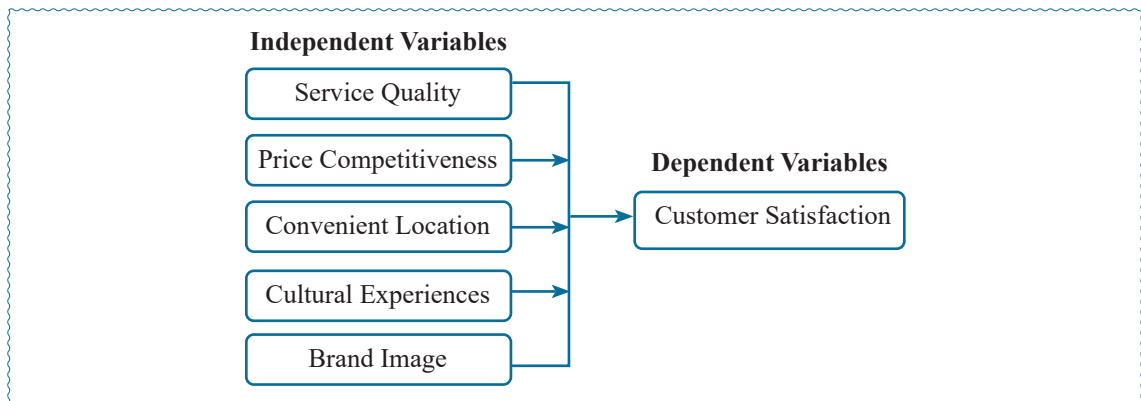 Independent Variables
Service Quality
Price Competitiveness
Convenient Location
Cultural Experiences
Brand Image
Dependent Variables
Customer Satisfaction